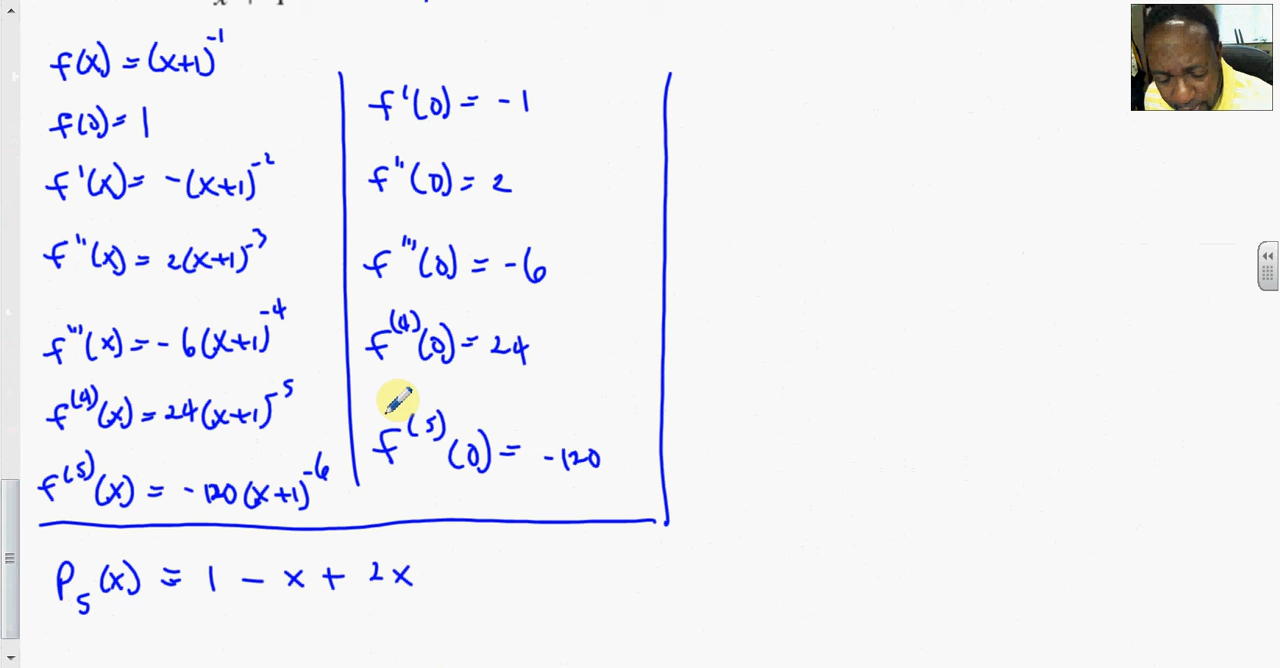 f(x) = (x+1)^-1
f(0) = 1
f'(x) = -(x+1)^-2
f''(x) = 2(x+1)^-3
f'''(x) = - 6(x+1)^-4
f^(4)(x) = 24(x+1)^-5
f^(5)(x) = - 120(x+1)^-6
f'(0) = -1
f''(0) = 2
f'''(0) = -6
f^(4)(0) = 24
f^(5)(0) = -120
P_5(x) = 1 - x + 2x